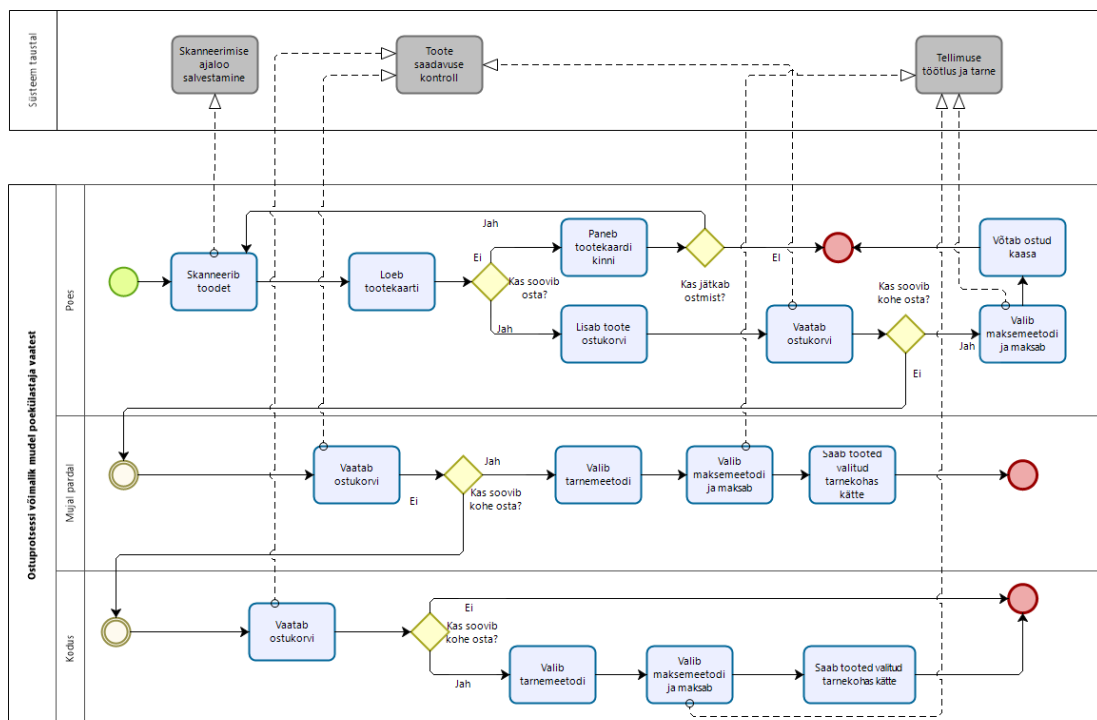 Süsteem taustal
Skanneerimise
ajaloo
salvestamine
Toote
saadavuse
kontroll
Tellimuse
töötlus ja tarne
Ostuprotsessi võimalik mudel poekülastaja vaatest
Poes
Skanneerib
toodet
Loeb
tootekaarti
Ei
Kas soovib
osta?
Jah
Jah
Paneb
tootekaardi
kinni
Kas jätkab
ostmist?
EI
Lisab toote
ostukorvi
Vaatab
ostukorvi
Kas soovib
kohe osta?
Jah
Ei
Valib
maksemeetodi
ja maksab
Võtab ostud
kaasa
Mujal pardal
Vaatab
ostukorvi
Ei
Jah
Kas soovib
kohe osta?
Valib
tarnemeetodi
Valib
maksemeetodi
ja maksab
Saab tooted
valitud
tarnekohas
kätte
Kodus
Vaatab
ostukorvi
Ei
Kas soovib
kohe osta?
Jah
Valib
tarnemeetodi
Valib
maksemeetodi
ja maksab
Saab tooted valitud
tarnekohas kätte